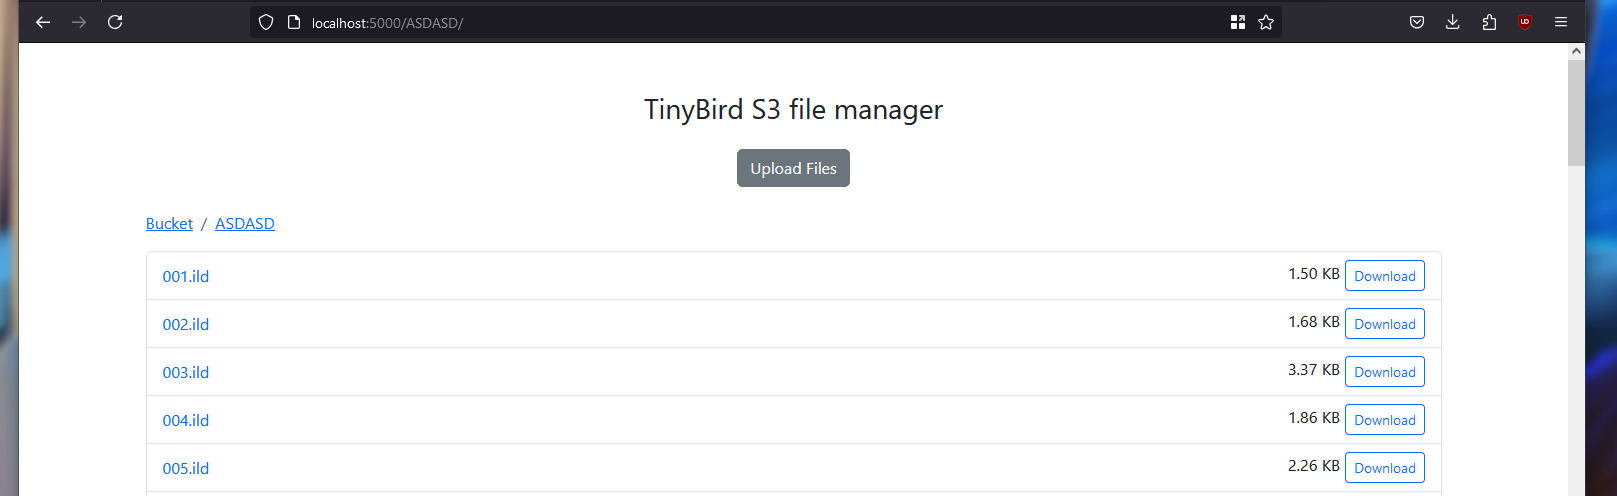 localhost:5000/ASDASD/
TinyBird S3 file manager
Upload Files
Bucket / ASDASD
001.ild 1.50 KB Download
002.ild 1.68 KB Download
003.ild 3.37 KB Download
004.ild 1.86 KB Download
005.ild 2.26 KB Download